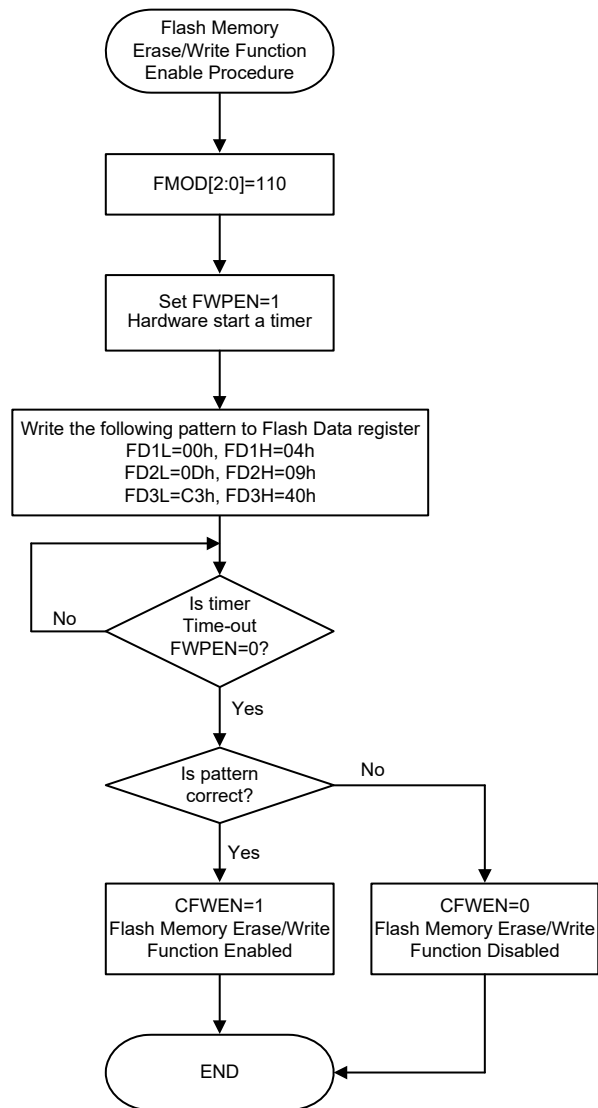 Flash Memory
Erase/Write Function
Enable Procedure
FMOD[2:0]=110
Set FWPEN=1
Hardware start a timer
Write the following pattern to Flash Data register
FD1L=00h, FD1H=04h
FD2L=0Dh, FD2H=09h
FD3L=C3h, FD3H=40h
Is timer
Time-out
FWPEN=0?
No
Yes
Is pattern
correct?
No
Yes
CFWEN=1
Flash Memory Erase/Write
Function Enabled
CFWEN=0
Flash Memory Erase/Write
Function Disabled
END